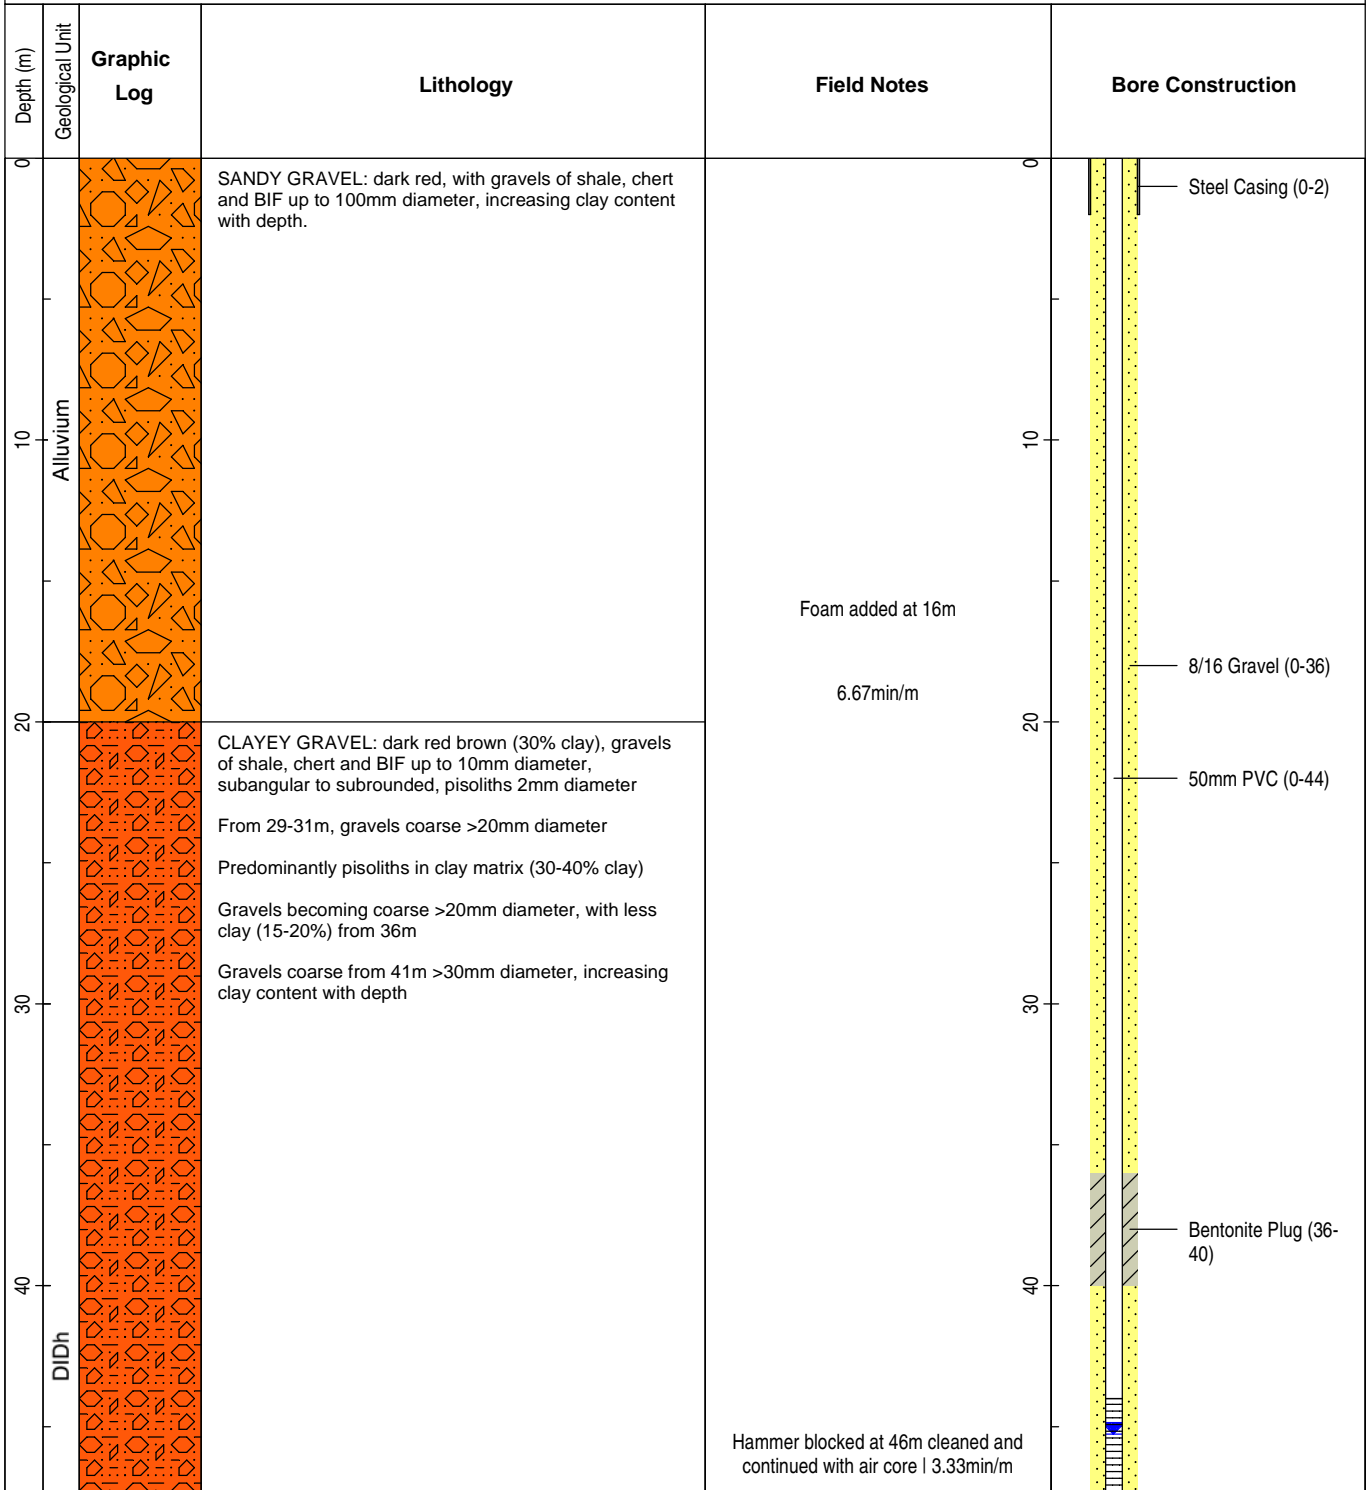 Depth (m)
Geological Unit
Graphic
Log
Lithology
Field Notes
Bore Construction
0
10
20
30
40
Alluvium
DIDh
SANDY GRAVEL: dark red, with gravels of shale, chert
and BIF up to 100mm diameter, increasing clay content
with depth.
CLAYEY GRAVEL: dark red brown (30% clay), gravels
of shale, chert and BIF up to 10mm diameter,
subangular to subrounded, pisoliths 2mm diameter
From 29-31m, gravels coarse >20mm diameter
Predominantly pisoliths in clay matrix (30-40% clay)
Gravels becoming coarse >20mm diameter, with less
clay (15-20%) from 36m
Gravels coarse from 41m >30mm diameter, increasing
clay content with depth
Foam added at 16m
6.67min/m
Hammer blocked at 46m cleaned and
continued with air core | 3.33min/m
0
10
20
30
40
Steel Casing (0-2)
8/16 Gravel (0-36)
50mm PVC (0-44)
Bentonite Plug (36-
40)